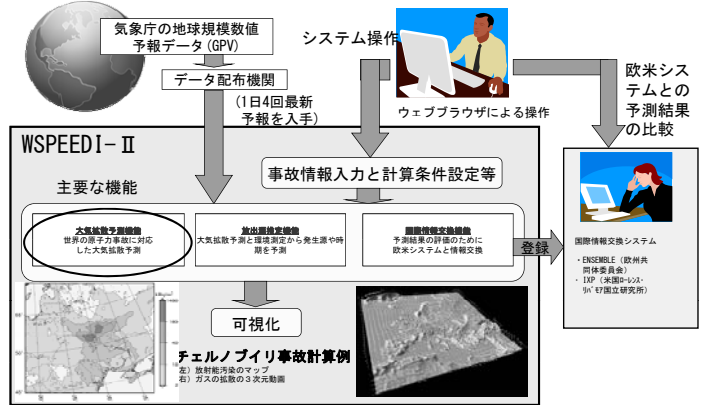 気象庁の地球規模数値
予報データ(GPV)
データ配布機関
(1日4回最新
予報を入手)
システム操作
ウェブブラウザによる操作
欧米シス
テムとの
予測結果
の比較
WSPEEDI-Ⅱ
事故情報入力と計算条件設定等
主要な機能
大気拡散予測機能
世界の原子力事故に対応
した大気拡散予測
放出源推定機能
大気拡散予測と環境測定から発生源や時
期を予測
国際情報交換機能
予測結果の評価のために
欧米システムと情報交換
登録
国際情報交換システム
・ENSEMBLE(欧州共
同体委員会)
・IXP(米国ローレンス・
リバモア国立研究所)
可視化
チェルノブイリ事故計算例
左)放射能汚染のマップ
右)ガスの拡散の3次元動画